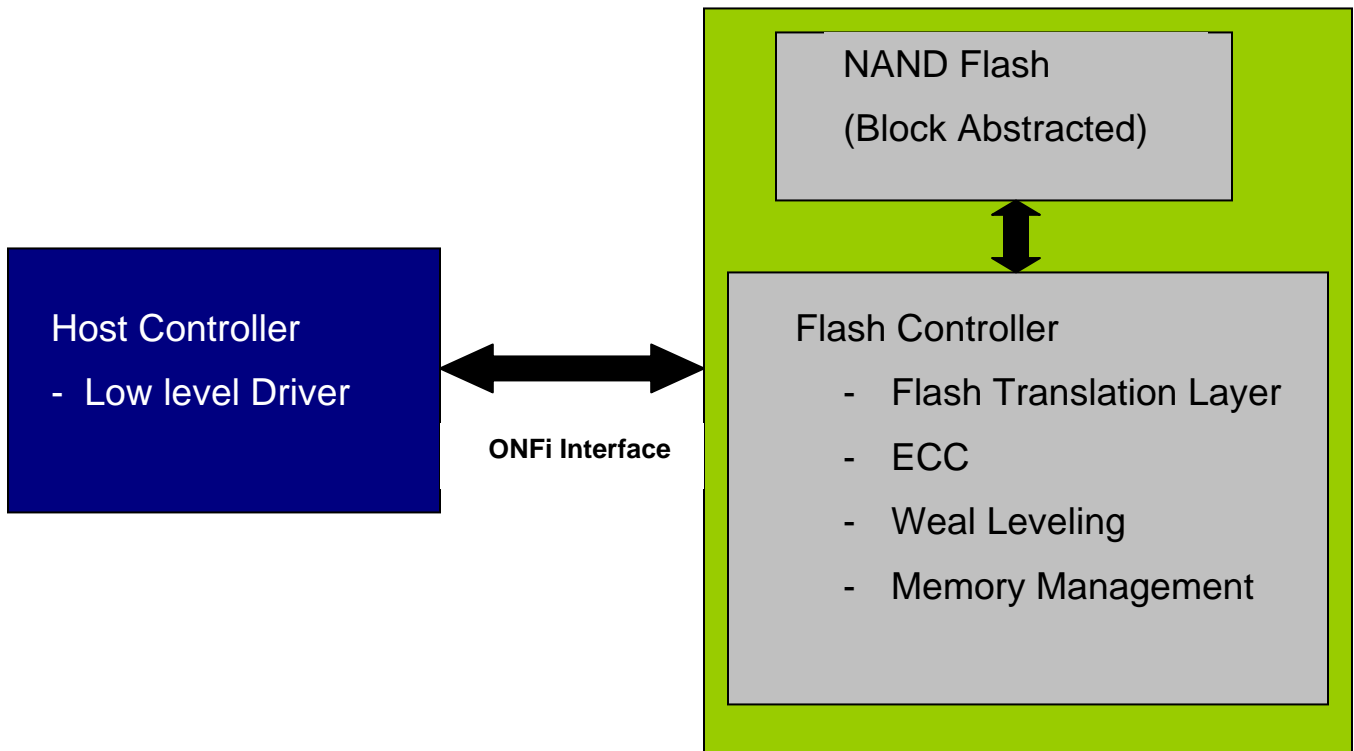 NAND Flash
(Block Abstracted)
Host Controller
- Low level Driver
ONFi Interface
Flash Controller
- Flash Translation Layer
- ECC
- Weal Leveling
- Memory Management